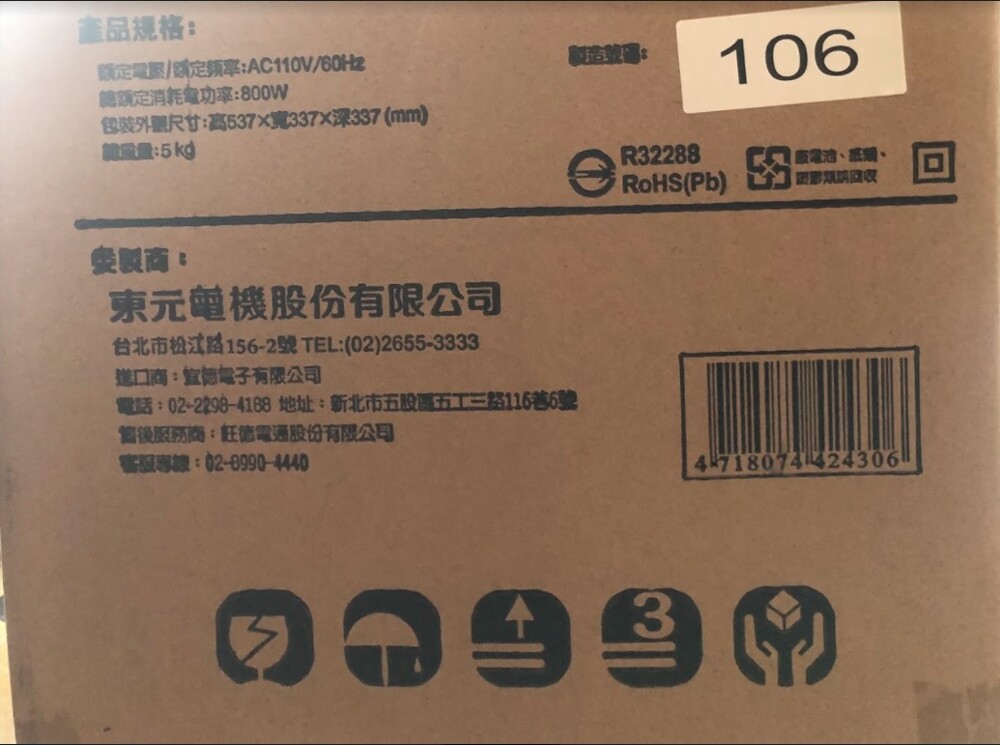 產品規格:
額定電壓/額定頻率:AC110V/60Hz
總額定消耗電功率:800W
包裝外觀尺寸:高537×寬337×深337(mm)
總重量:5kg
製造號碼:
106
R32288
RoHS(Pb)
廢電池、紙類、
回收
委製商:
東元電機股份有限公司
台北市松江路156-2號 TEL:(02)2655-3333
進口商:宜德電子有限公司
電話:02-2298-4188 地址:新北市五股區五工三路116巷6號
售後服務商:旺德電通股份有限公司
客服專線:02-8990-4440
4 718074 424306
3